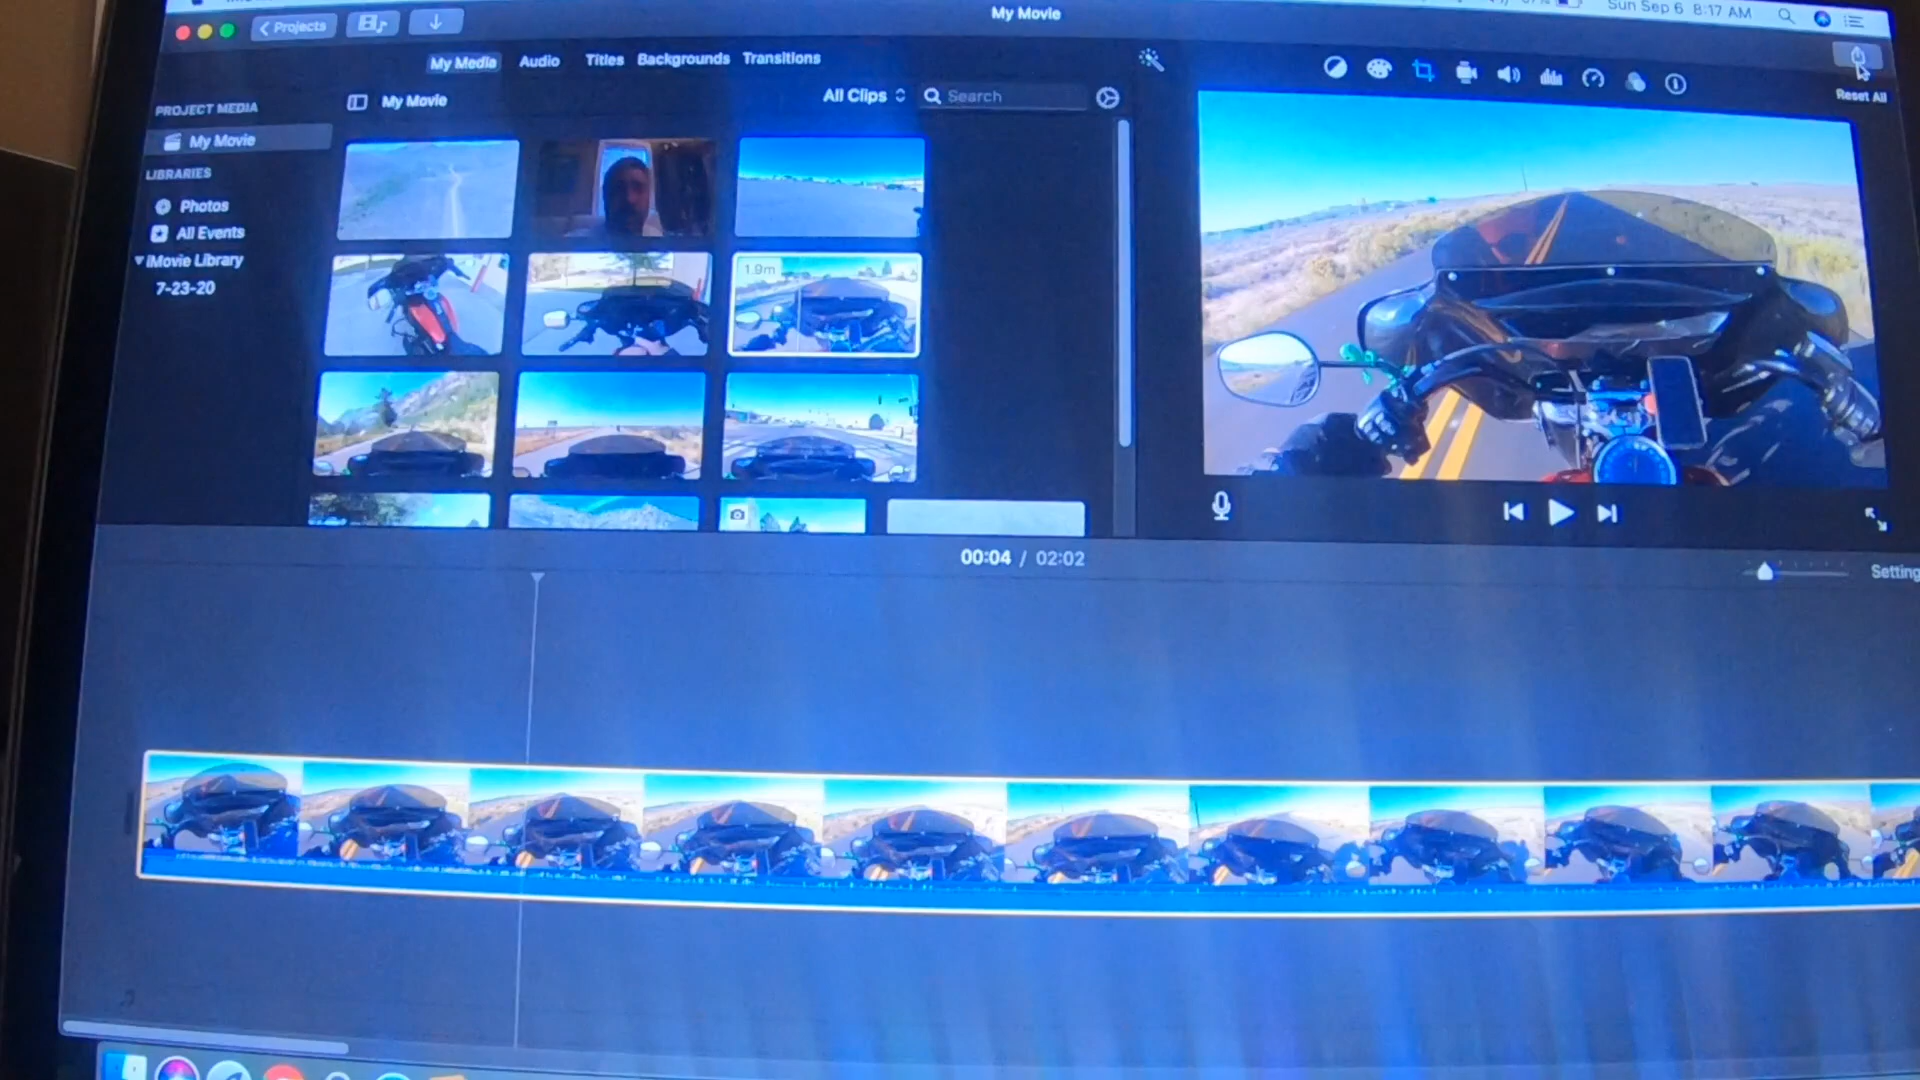 Sun Sep 6 8:17 AM
My Movie
Projects
My Media Audio Titles Backgrounds Transitions
Reset All
PROJECT MEDIA
My Movie
All Clips
Search
My Movie
LIBRARIES
Photos
All Events
iMovie Library
7-23-20
1.9m
00:04 / 02:02
Setting